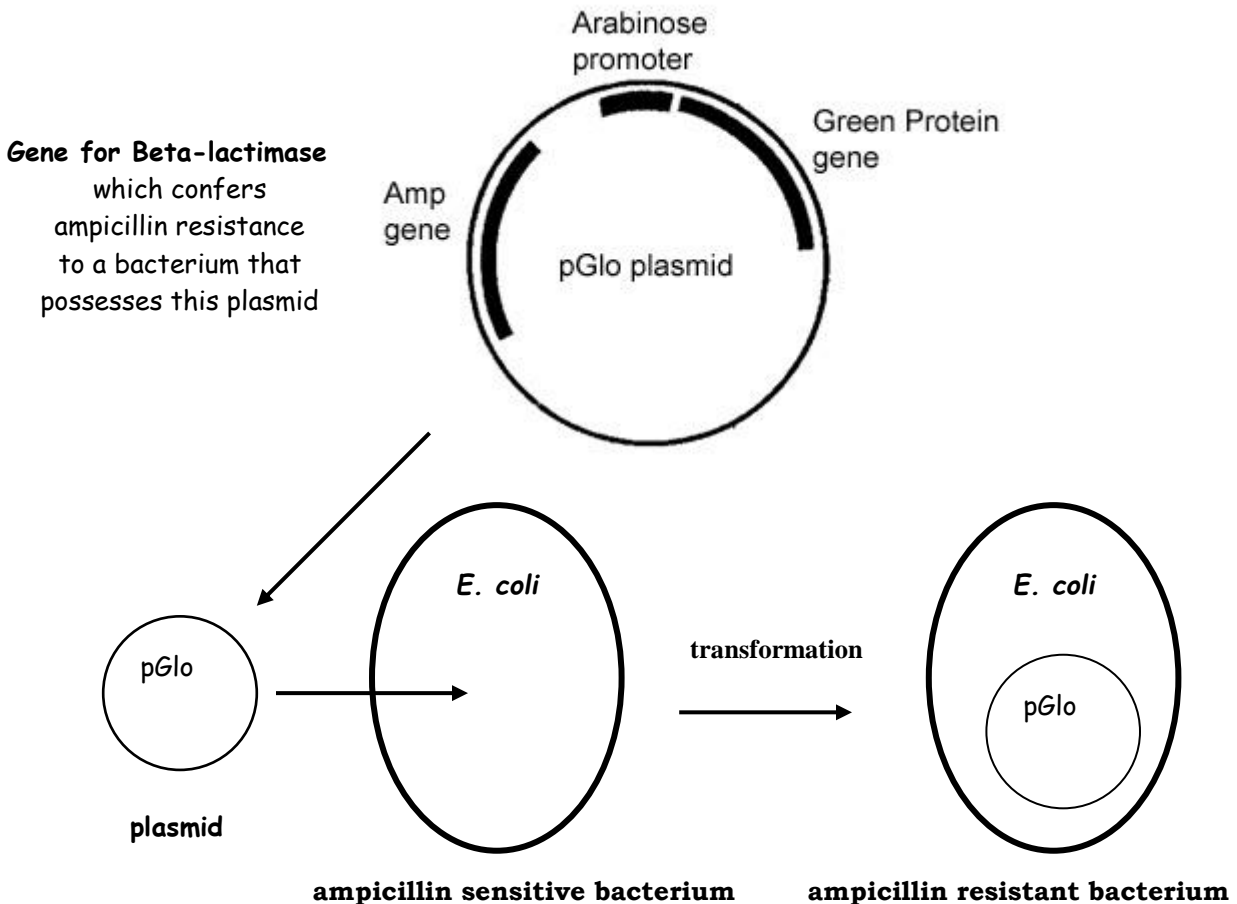 Arabinose
promoter
Green Protein
gene
Gene for Beta-lactimase
which confers
ampicillin resistance
to a bacterium that
possesses this plasmid
Amp
gene
pGlo plasmid
E. coli
E. coli
transformation
pGlo
pGlo
plasmid
ampicillin sensitive bacterium
ampicillin resistant bacterium